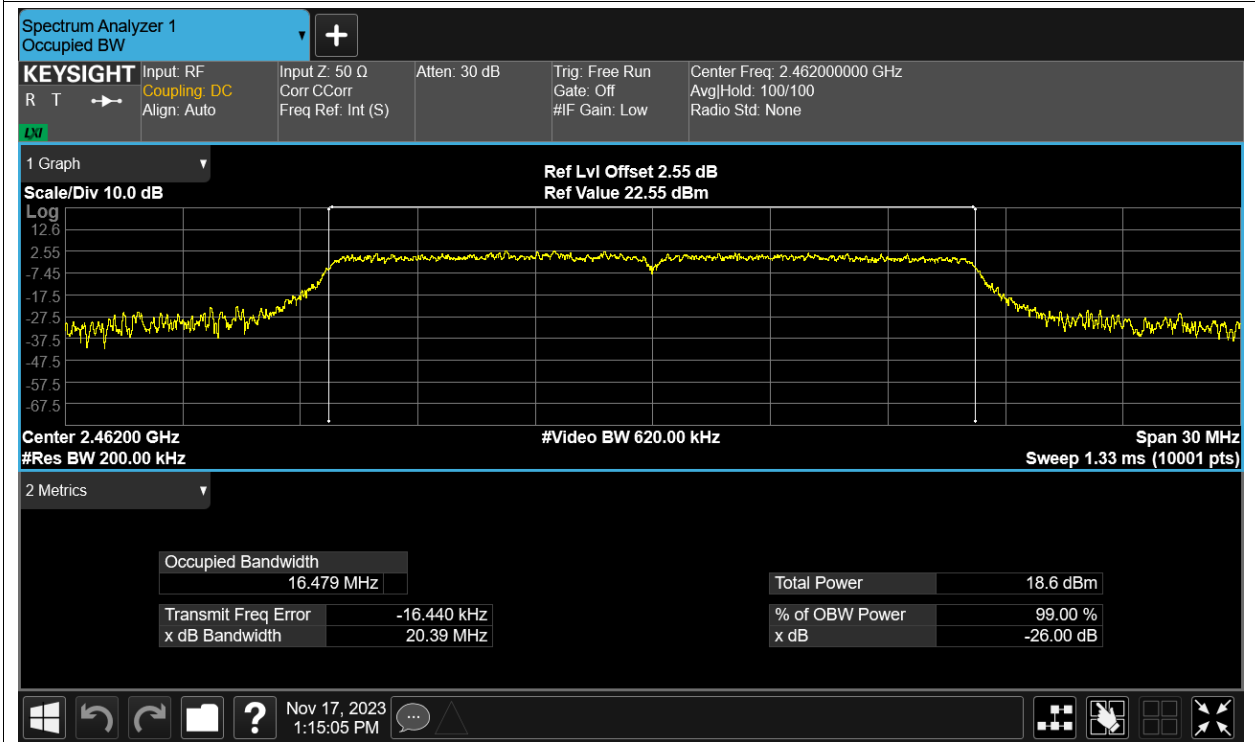 Spectrum Analyzer 1
Occupied BW
KEYSIGHT
R T
LXI
Input: RF
Coupling: DC
Align: Auto
Input Z: 50 Ω
Corr CCorr
Freq Ref: Int (S)
Atten: 30 dB
Trig: Free Run
Gate: Off
#IF Gain: Low
Center Freq: 2.462000000 GHz
Avg|Hold: 100/100
Radio Std: None
1 Graph
Scale/Div 10.0 dB
Ref Lvl Offset 2.55 dB
Ref Value 22.55 dBm
Log
12.6
2.55
-7.45
-17.5
-27.5
-37.5
-47.5
-57.5
-67.5
Center 2.46200 GHz
#Res BW 200.00 kHz
#Video BW 620.00 kHz
Span 30 MHz
Sweep 1.33 ms (10001 pts)
2 Metrics
Occupied Bandwidth
16.479 MHz
Transmit Freq Error -16.440 kHz
x dB Bandwidth 20.39 MHz
Total Power 18.6 dBm
% of OBW Power 99.00 %
x dB -26.00 dB
?
Nov 17, 2023
1:15:05 PM